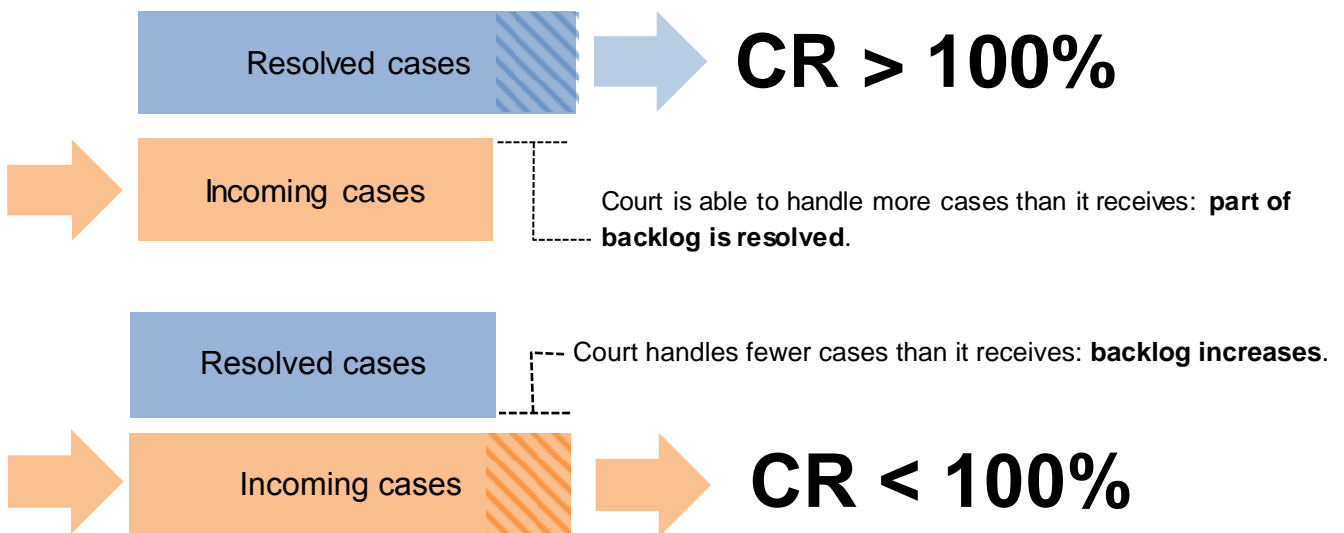 Resolved cases
CR > 100%
Incoming cases
Court is able to handle more cases than it receives: part of
backlog is resolved.
Resolved cases
Court handles fewer cases than it receives: backlog increases.
Incoming cases
CR < 100%